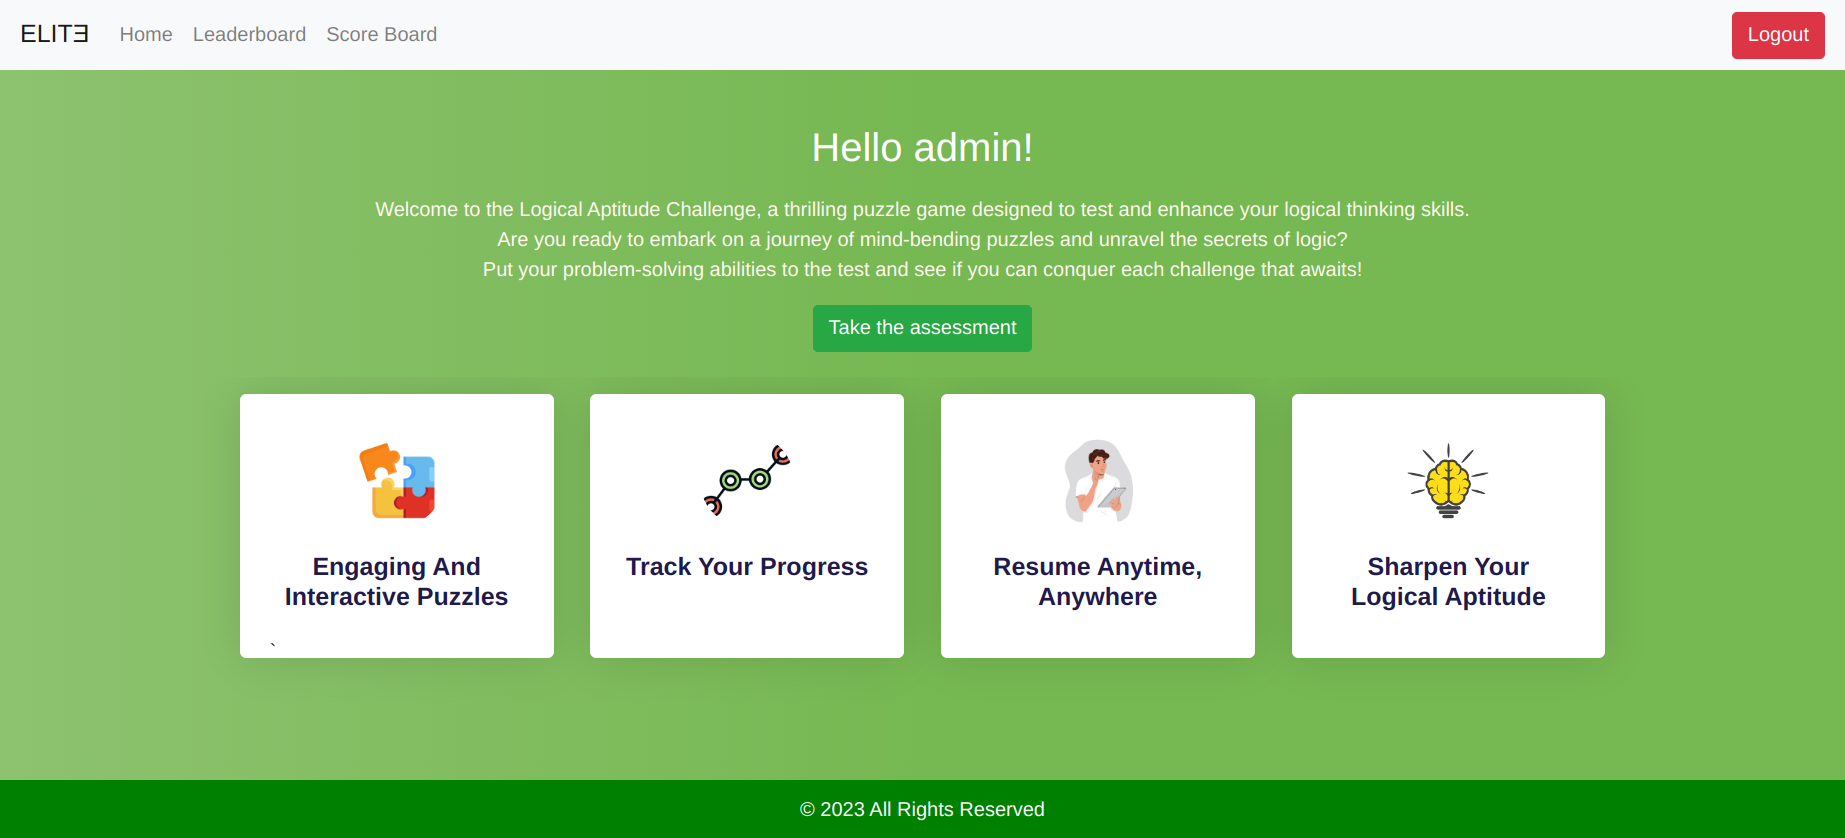 ELITƎ Home Leaderboard Score Board Logout
Hello admin!
Welcome to the Logical Aptitude Challenge, a thrilling puzzle game designed to test and enhance your logical thinking skills.
Are you ready to embark on a journey of mind-bending puzzles and unravel the secrets of logic?
Put your problem-solving abilities to the test and see if you can conquer each challenge that awaits!
Take the assessment
Engaging And
Interactive Puzzles
`
Track Your Progress
Resume Anytime,
Anywhere
Sharpen Your
Logical Aptitude
© 2023 All Rights Reserved